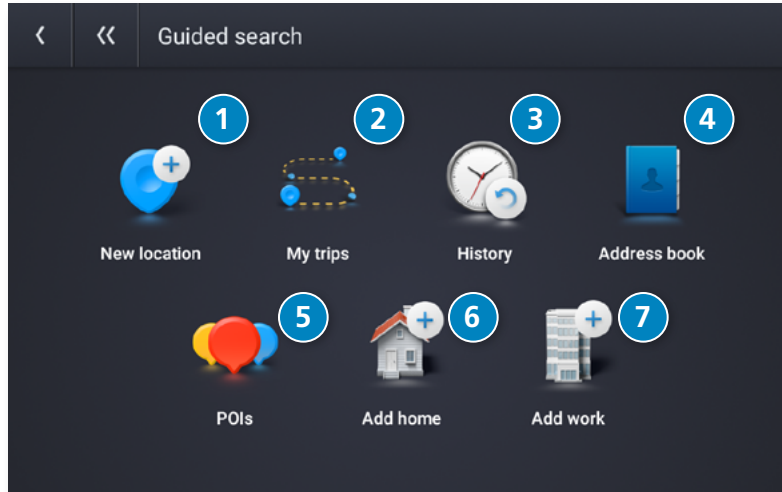 Guided search
1 2 3 4
New location My trips History Address book
5 6 7
POIs Add home Add work